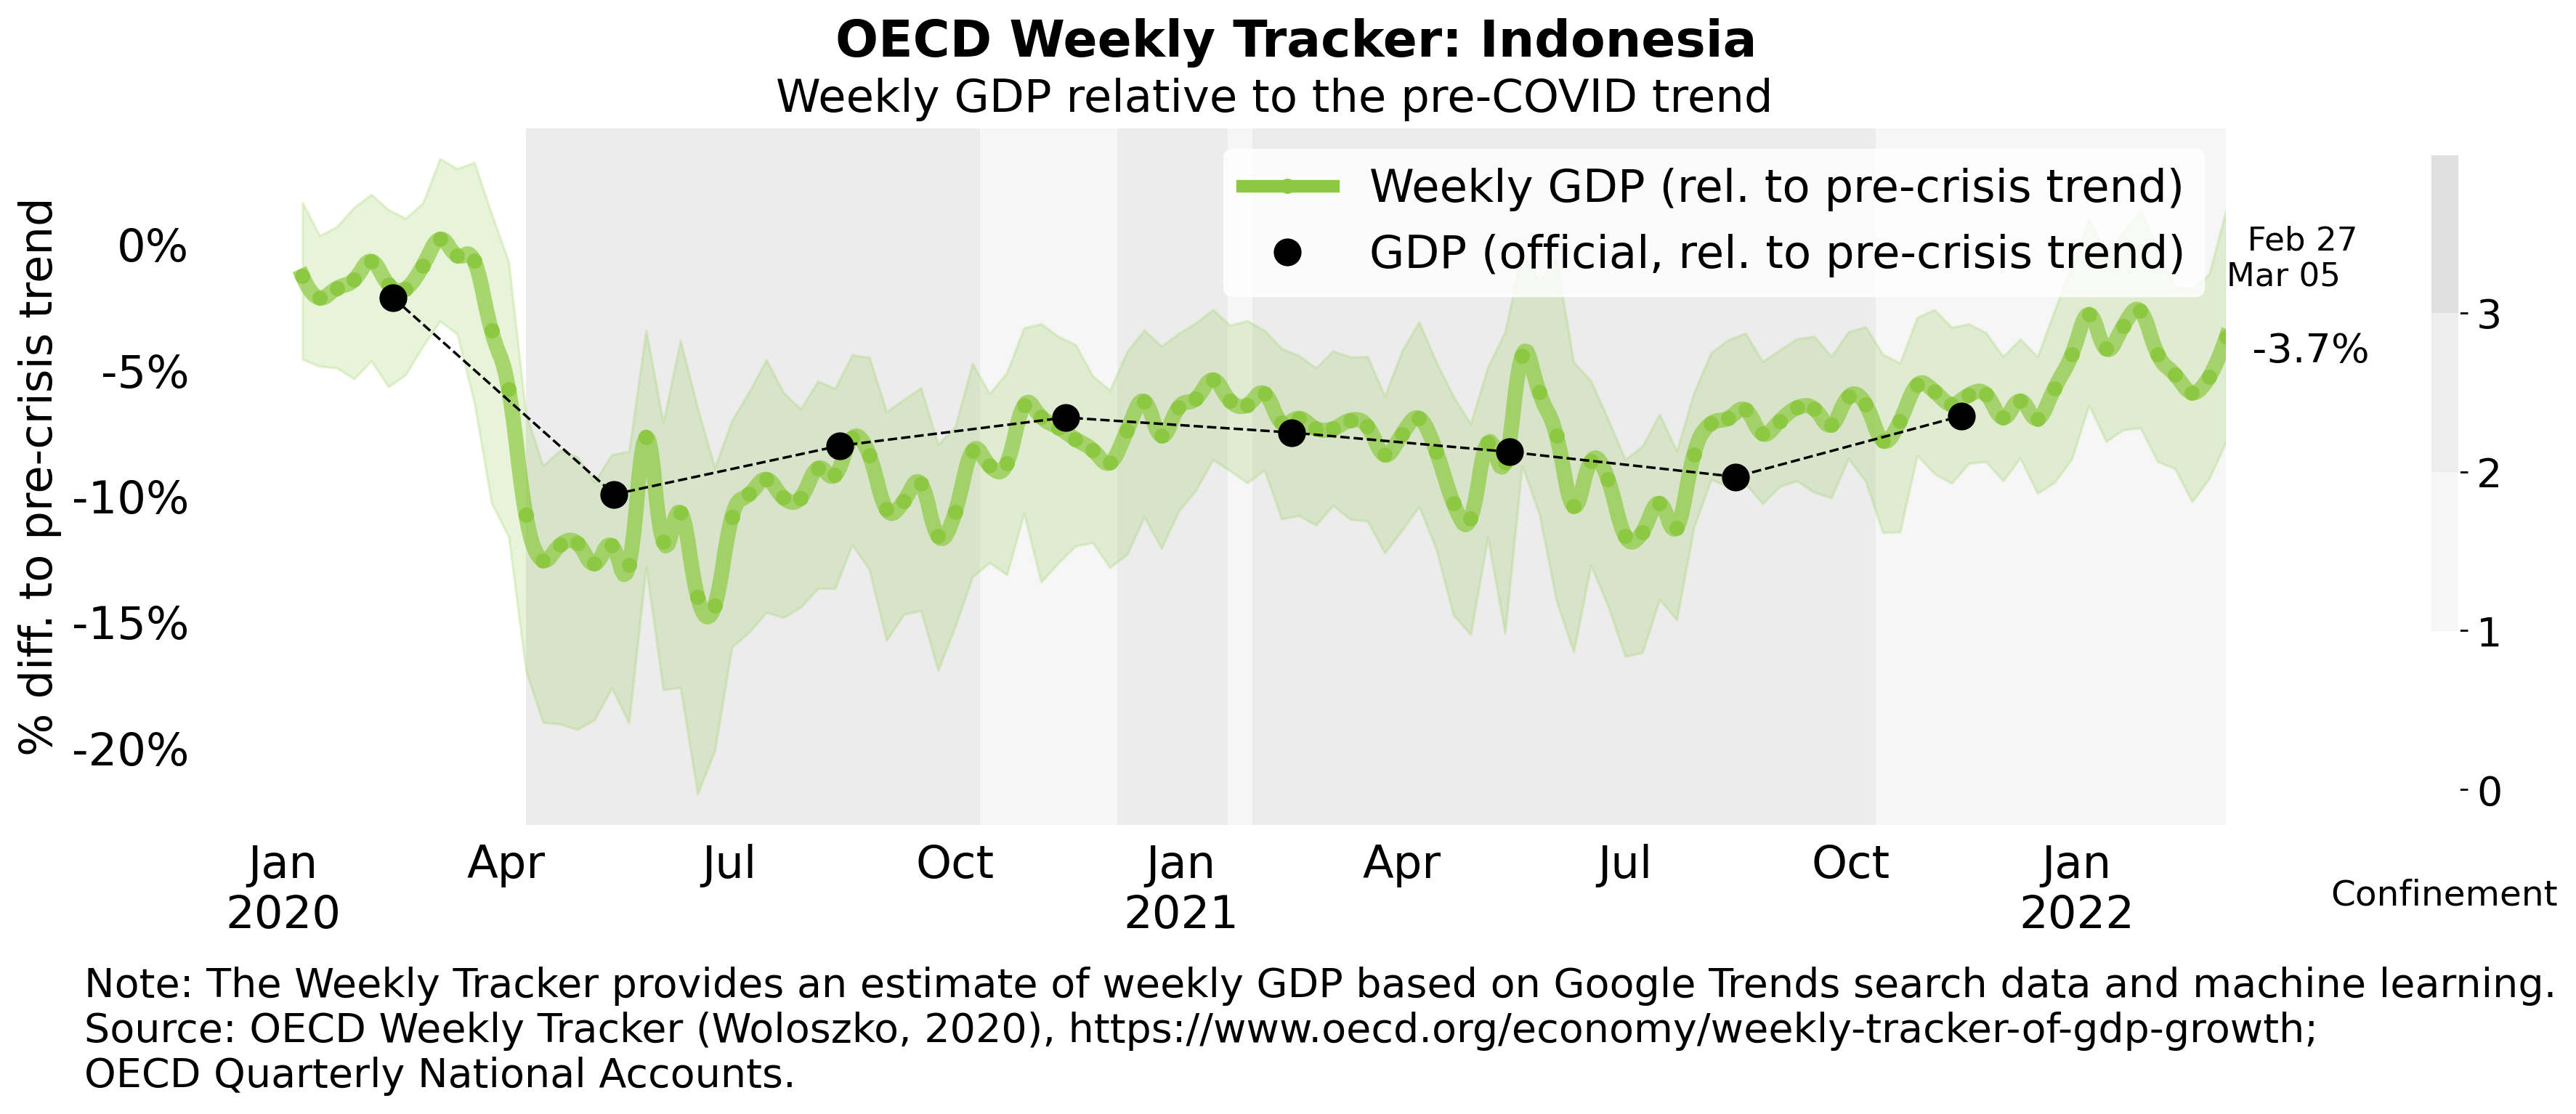 OECD Weekly Tracker: Indonesia
Weekly GDP relative to the pre-COVID trend
% diff. to pre-crisis trend
0%
-5%
-10%
-15%
-20%
Weekly GDP (rel. to pre-crisis trend)
GDP (official, rel. to pre-crisis trend)
Feb 27
Mar 05
-3.7%
3
2
1
0
Confinement
Jan
2020
Apr
Jul
Oct
Jan
2021
Apr
Jul
Oct
Jan
2022
Note: The Weekly Tracker provides an estimate of weekly GDP based on Google Trends search data and machine learning.
Source: OECD Weekly Tracker (Woloszko, 2020), https://www.oecd.org/economy/weekly-tracker-of-gdp-growth;
OECD Quarterly National Accounts.